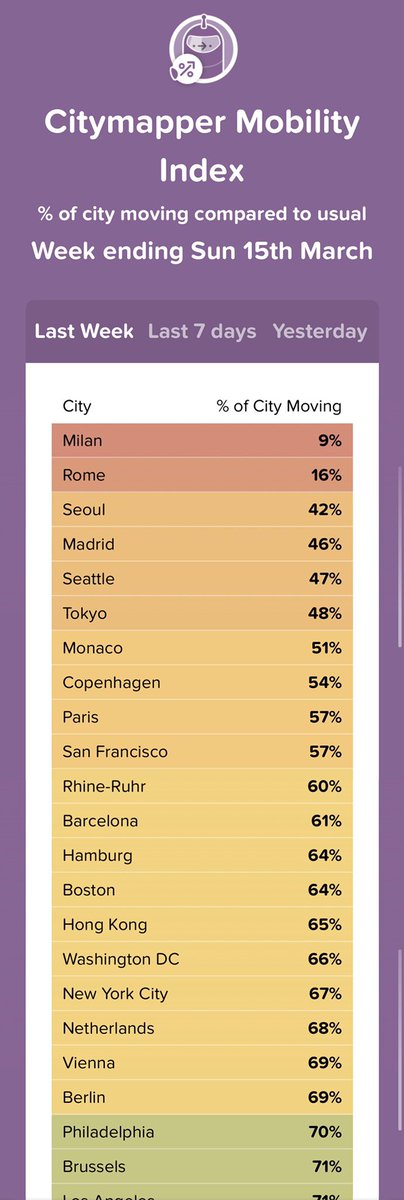 Citymapper Mobility
Index
% of city moving compared to usual
Week ending Sun 15th March
Last Week Last 7 days Yesterday
City % of City Moving
Milan 9%
Rome 16%
Seoul 42%
Madrid 46%
Seattle 47%
Tokyo 48%
Monaco 51%
Copenhagen 54%
Paris 57%
San Francisco 57%
Rhine-Ruhr 60%
Barcelona 61%
Hamburg 64%
Boston 64%
Hong Kong 65%
Washington DC 66%
New York City 67%
Netherlands 68%
Vienna 69%
Berlin 69%
Philadelphia 70%
Brussels 71%
Los Angeles 71%